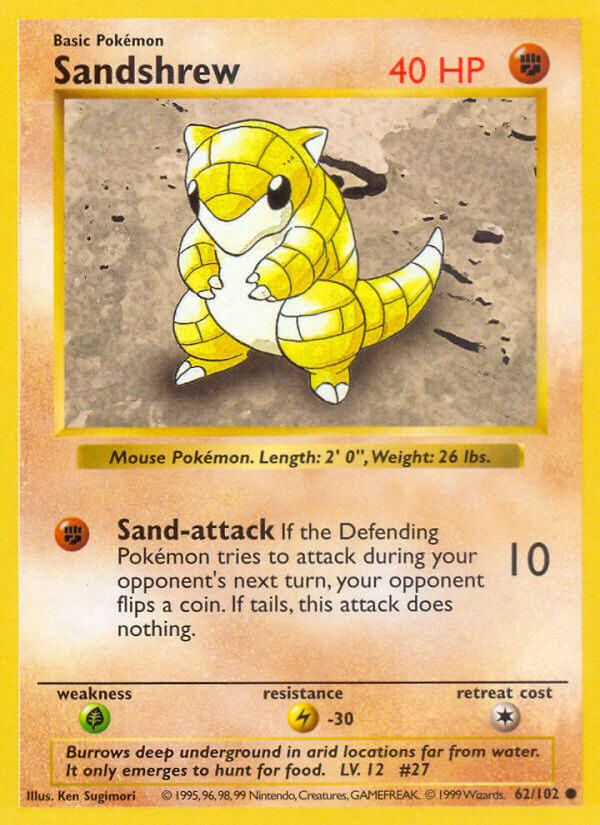 Basic Pokémon
Sandshrew 40 HP
Mouse Pokémon. Length: 2' 0", Weight: 26 lbs.
Sand-attack If the Defending
Pokémon tries to attack during your
opponent's next turn, your opponent
flips a coin. If tails, this attack does
nothing.
10
weakness resistance retreat cost
-30
Burrows deep underground in arid locations far from water.
It only emerges to hunt for food. LV. 12 #27
Illus. Ken Sugimori © 1995, 96, 98, 99 Nintendo, Creatures, GAMEFREAK. © 1999 Wizards. 62/102